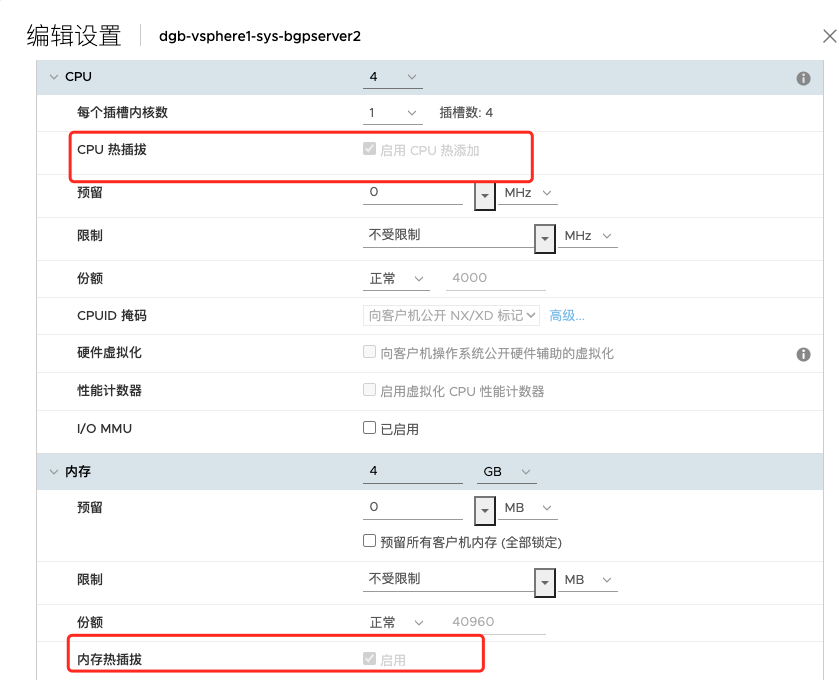 编辑设置 dgb-vsphere1-sys-bgpserver2
CPU 4
每个插槽内核数 1 插槽数: 4
CPU 热插拔 启用 CPU 热添加
预留 0 MHz
限制 不受限制 MHz
份额 正常 4000
CPUID 掩码 向客户机公开 NX/XD 标记 高级...
硬件虚拟化 向客户机操作系统公开硬件辅助的虚拟化
性能计数器 启用虚拟化 CPU 性能计数器
I/O MMU 已启用
内存 4 GB
预留 0 MB
预留所有客户机内存 (全部锁定)
限制 不受限制 MB
份额 正常 40960
内存热插拔 启用